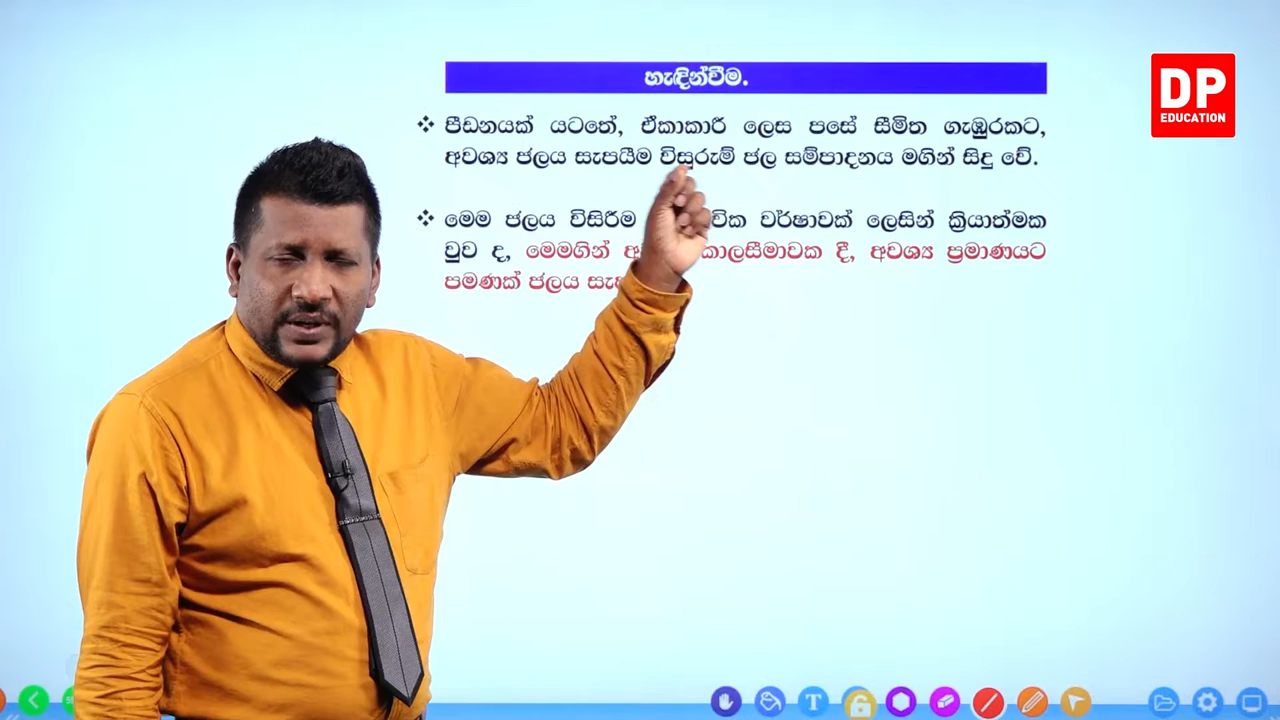 හැඳින්වීම.
DP
EDUCATION
❖ පීඩනයක් යටතේ, ඒකාකාරී ලෙස පසේ සීමිත ගැඹුරකට,
අවශ්‍ය ජලය සැපයීම විසුරුම් ජල සම්පාදනය මගින් සිදු වේ.
❖ මෙම ජලය විසිරීම වර්ෂාවක් ලෙසින් ක්‍රියාත්මක
වුව ද, මෙමගින් කාලසීමාවක දී, අවශ්‍ය ප්‍රමාණයට
පමණක් ජලය
T